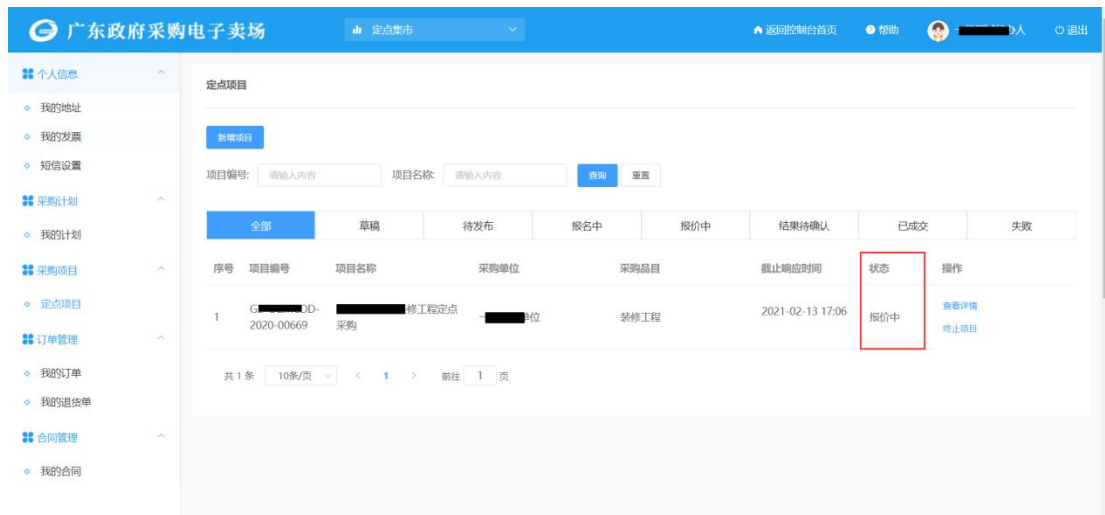 广东政府采购电子卖场
定点集市
返回控制台首页
帮助
人
退出
个人信息
我的地址
我的发票
短信设置
采购计划
我的计划
采购项目
定点项目
订单管理
我的订单
我的退货单
合同管理
我的合同
定点项目
新增项目
项目编号: 请输入内容 项目名称: 请输入内容 查询 重置
全部 草稿 待发布 报名中 报价中 结果待确认 已成交 失败
序号 项目编号 项目名称 采购单位 采购品目 截止响应时间 状态 操作
1 DD-2020-00669 修工程定点采购 单位 装修工程 2021-02-13 17:06 报价中 查看详情
终止项目
共 1 条 10条/页 < 1 > 前往 1 页